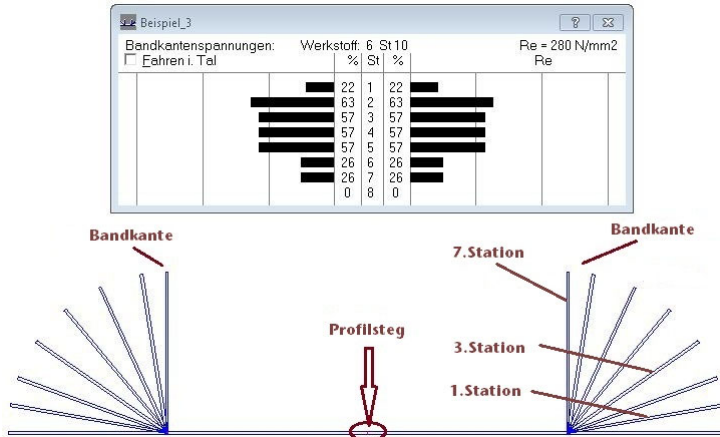 Beispiel_3
Bandkantenspannungen: Werkstoff: 6 St10 Re = 280 N/mm2
Fahren i. Tal % St % Re
22 1 22
63 2 63
57 3 57
57 4 57
57 5 57
26 6 26
26 7 26
0 8 0
Bandkante Bandkante
7.Station
Profilsteg
3.Station
1.Station